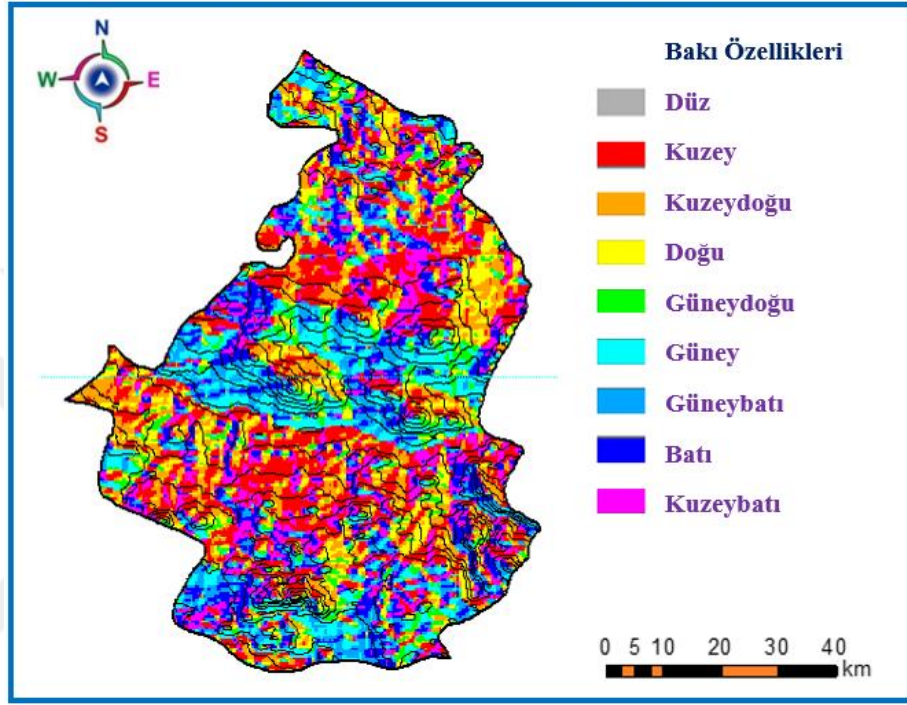 N
W E
S
Bakı Özellikleri
Düz
Kuzey
Kuzeydoğu
Doğu
Güneydoğu
Güney
Güneybatı
Batı
Kuzeybatı
0 5 10 20 30 40
km